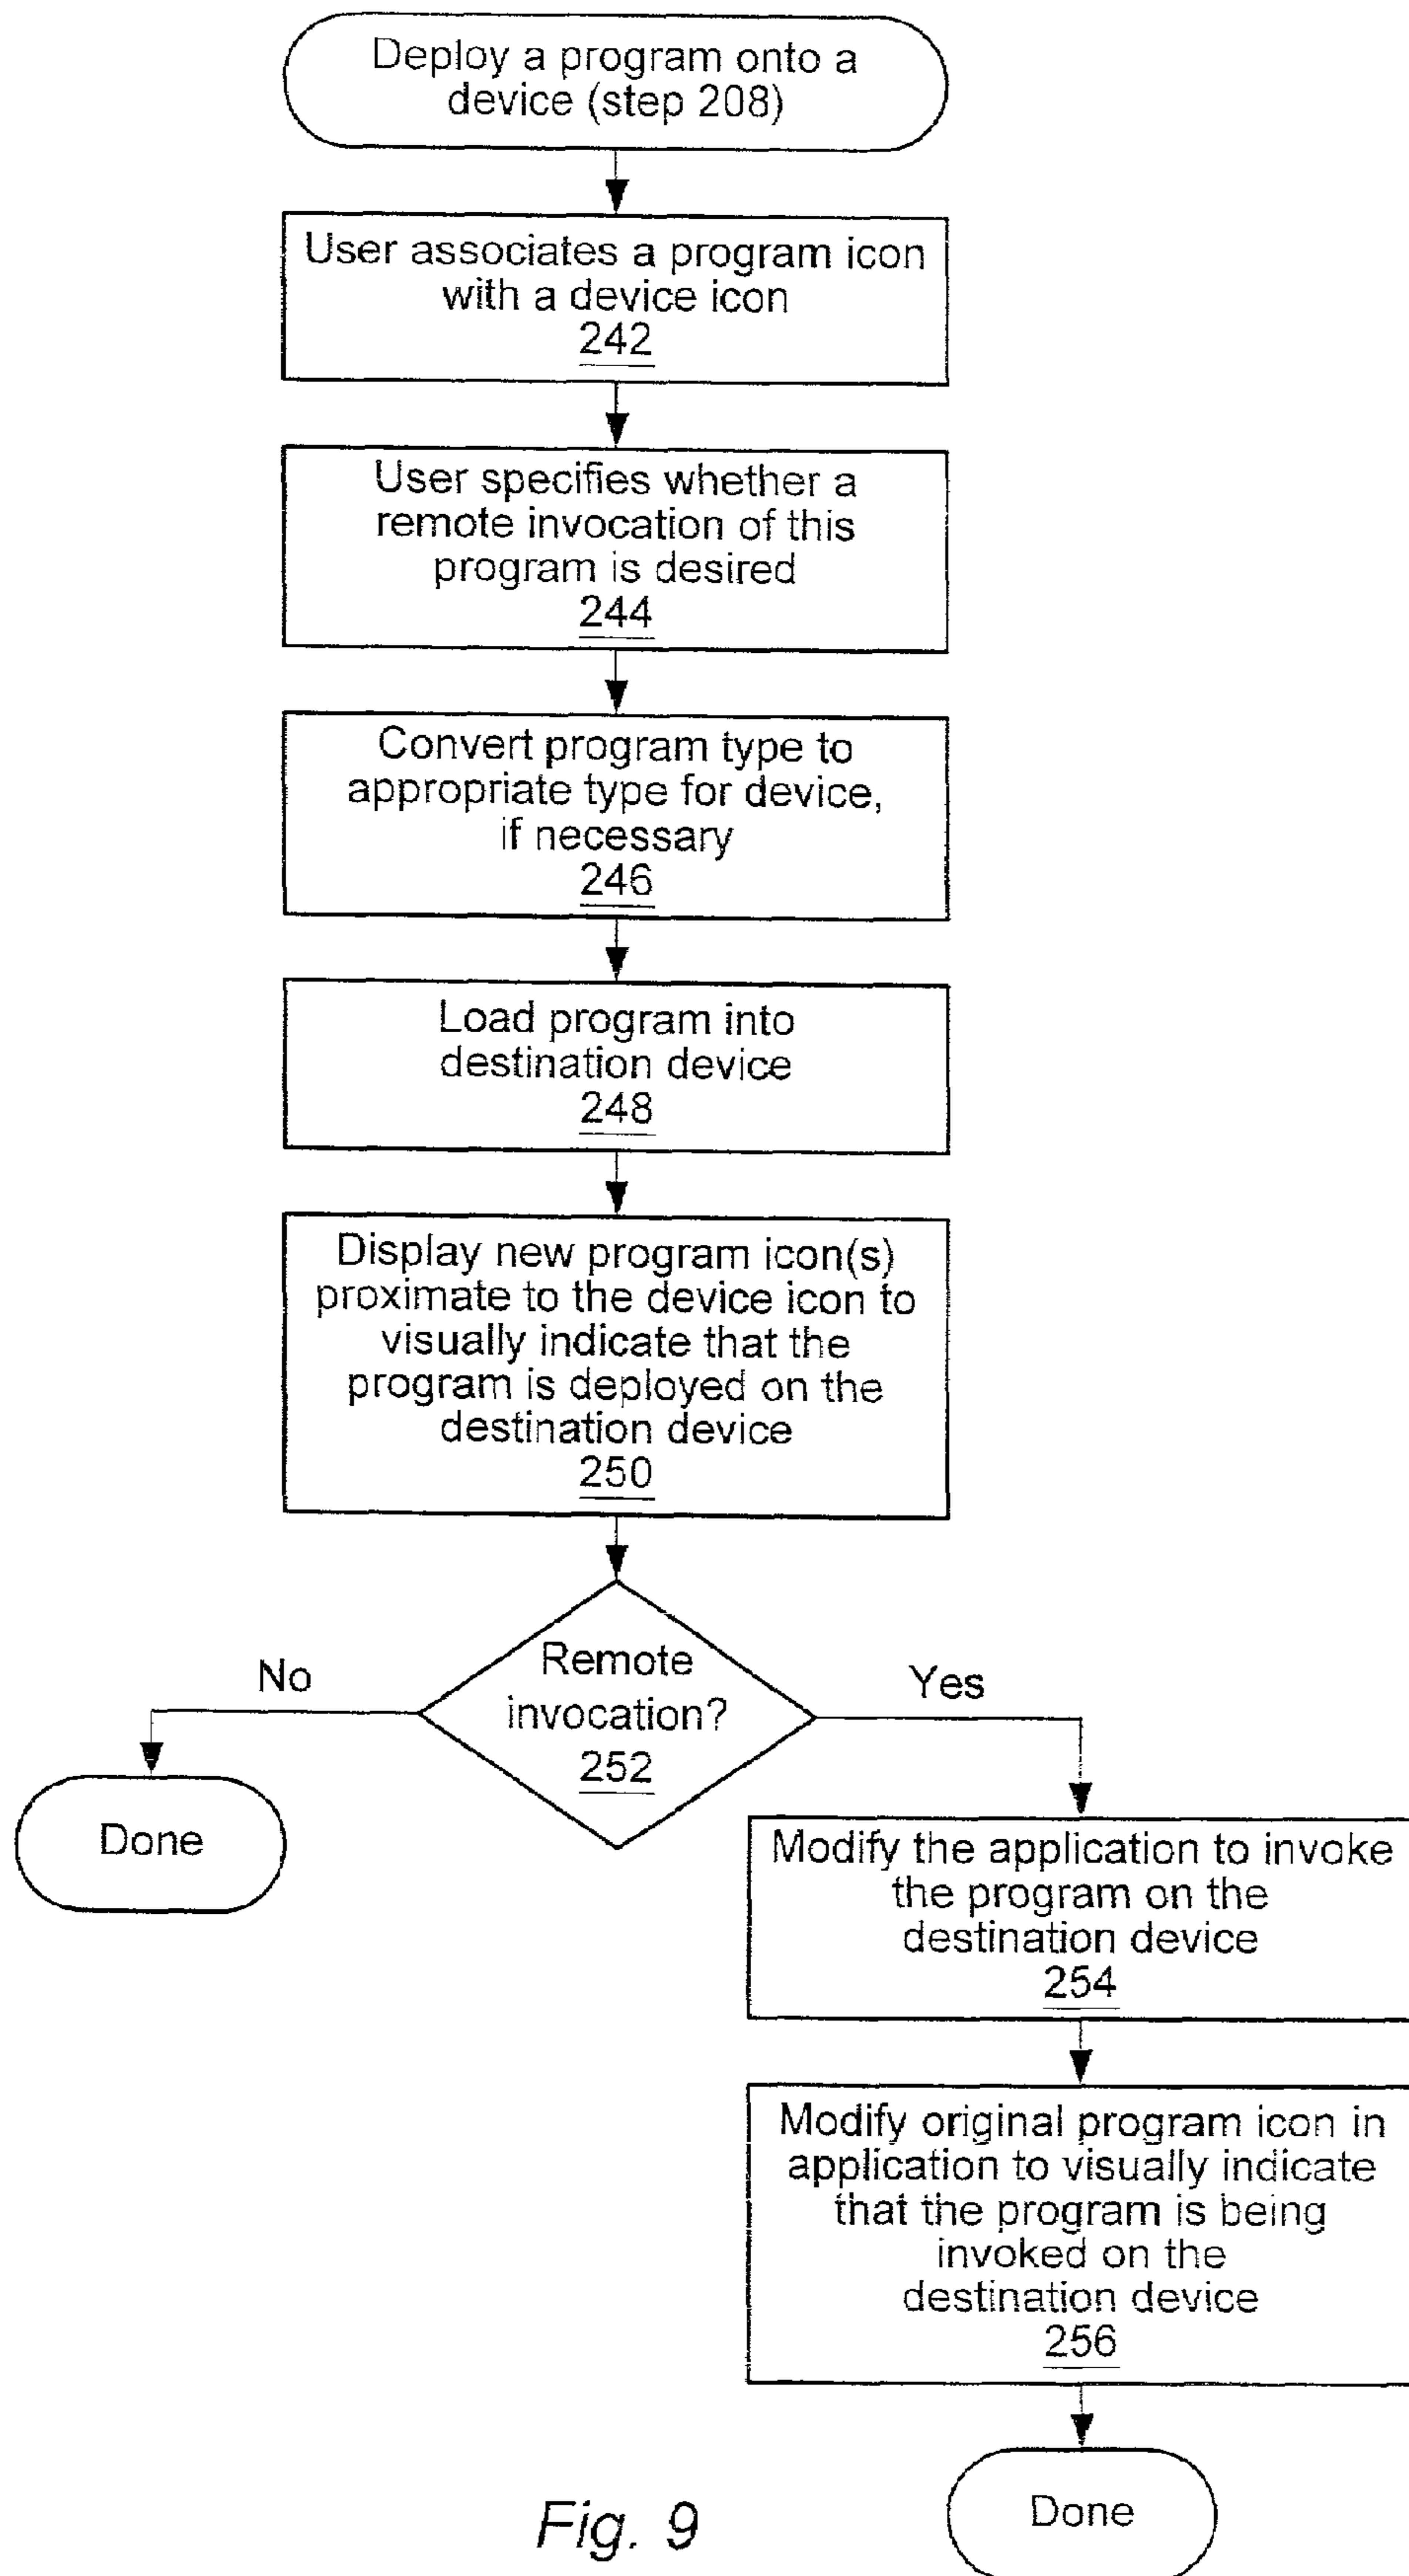 Deploy a program onto a
device (step 208)
User associates a program icon
with a device icon
242
User specifies whether a
remote invocation of this
program is desired
244
Convert program type to
appropriate type for device,
if necessary
246
Load program into
destination device
248
Display new program icon(s)
proximate to the device icon to
visually indicate that the
program is deployed on the
destination device
250
Remote
invocation?
252
No
Yes
Done
Modify the application to invoke
the program on the
destination device
254
Modify original program icon in
application to visually indicate
that the program is being
invoked on the
destination device
256
Done
Fig. 9